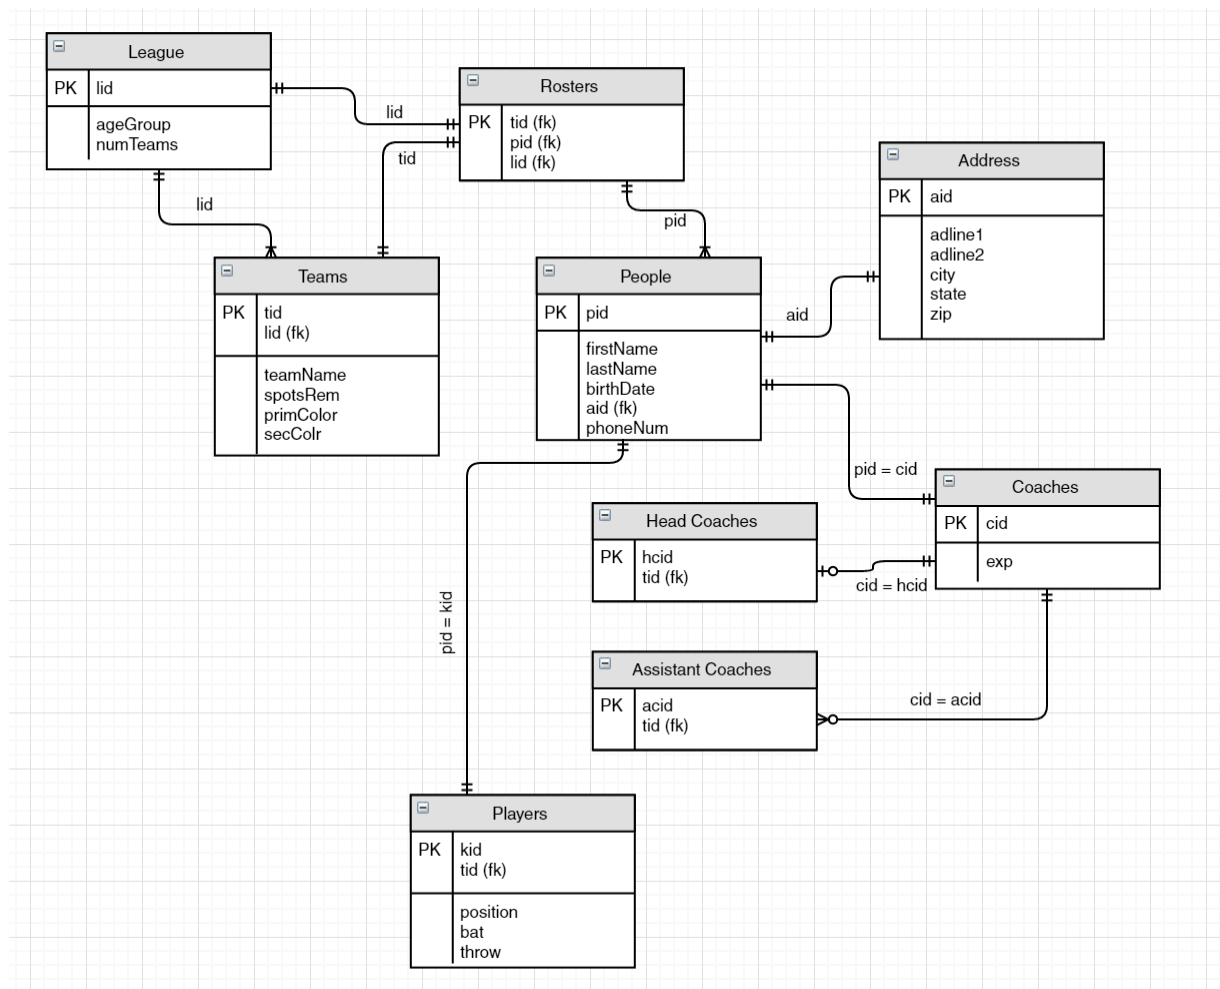 League
PK lid
ageGroup
numTeams
lid
Rosters
PK tid (fk)
pid (fk)
lid (fk)
tid
lid
pid
Address
PK aid
adline1
adline2
city
state
zip
Teams
PK tid
lid (fk)
teamName
spotsRem
primColor
secColr
People
PK pid
firstName
lastName
birthDate
aid (fk)
phoneNum
aid
pid = cid
Coaches
PK cid
exp
Head Coaches
PK hcid
tid (fk)
cid = hcid
pid = kid
Assistant Coaches
PK acid
tid (fk)
cid = acid
Players
PK kid
tid (fk)
position
bat
throw